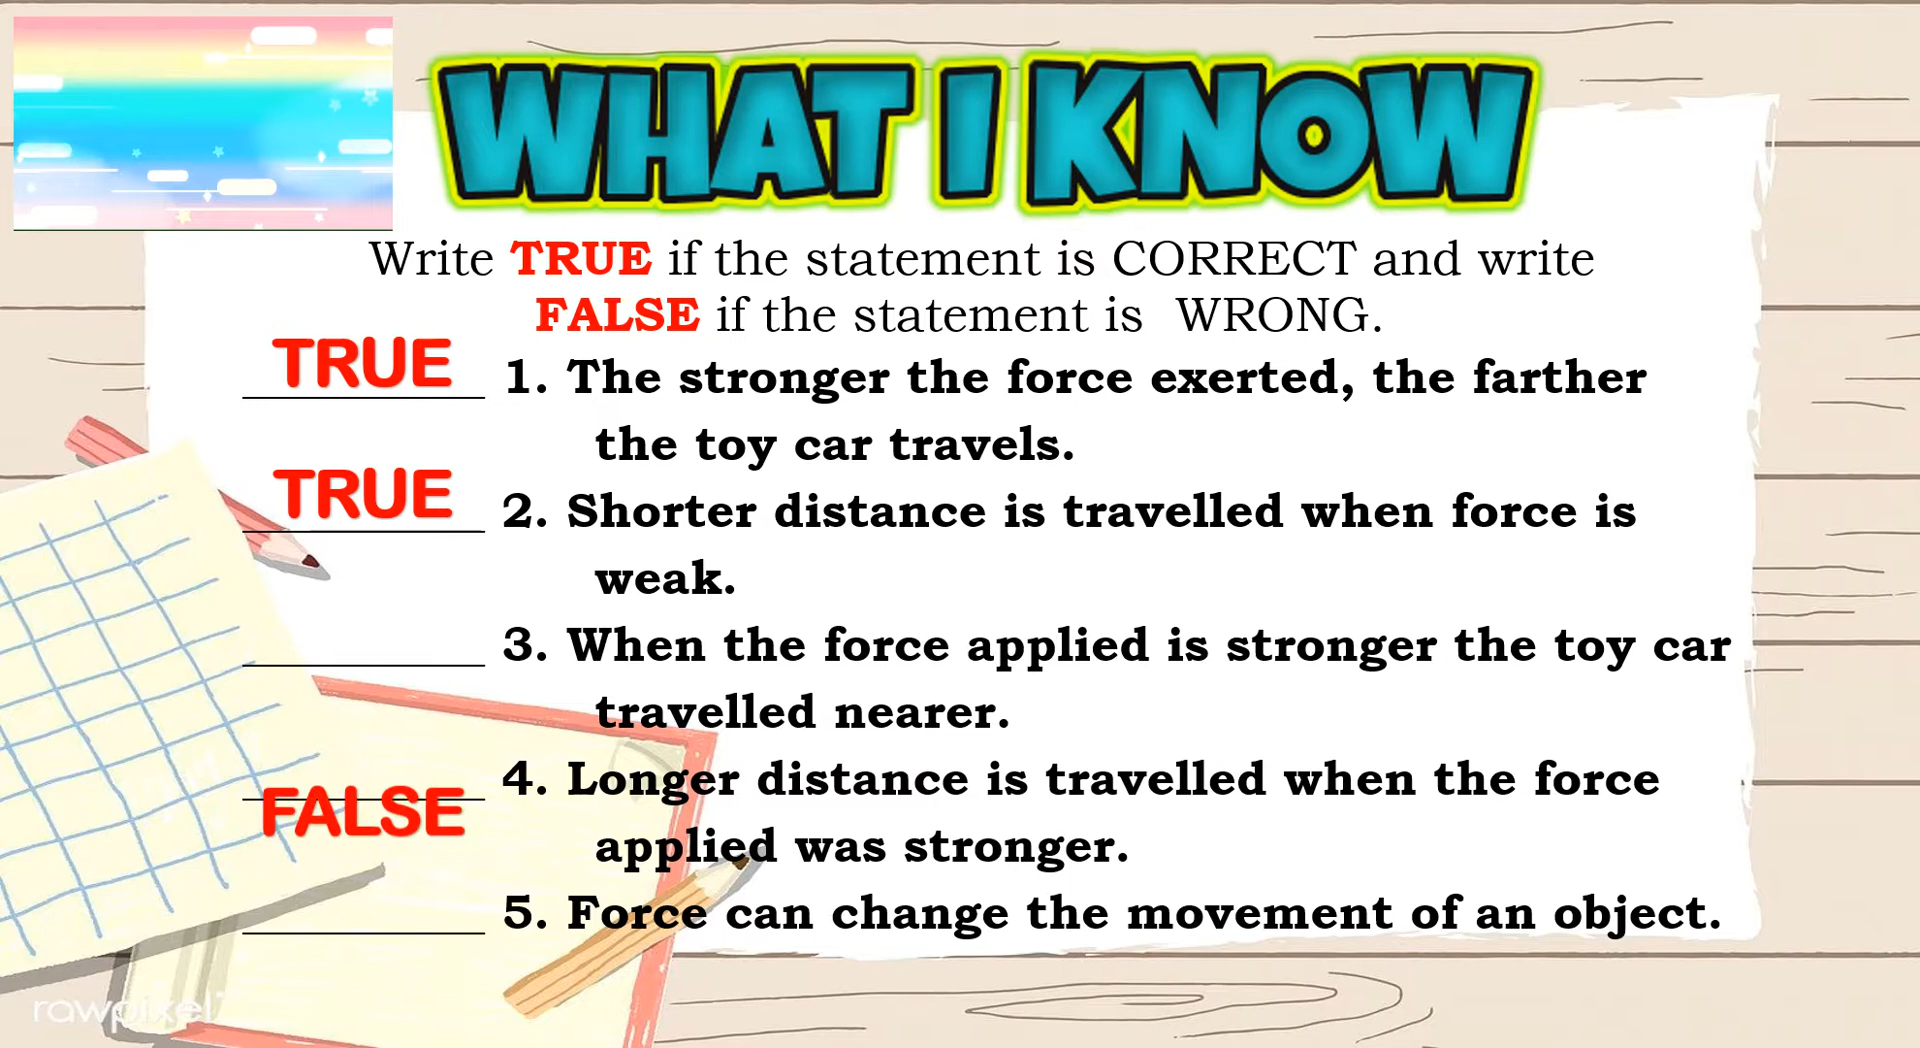 WHAT I KNOW
Write TRUE if the statement is CORRECT and write
FALSE if the statement is WRONG.
TRUE 1. The stronger the force exerted, the farther
the toy car travels.
TRUE 2. Shorter distance is travelled when force is
weak.
3. When the force applied is stronger the toy car
travelled nearer.
4. Longer distance is travelled when the force
FALSE
applied was stronger.
5. Force can change the movement of an object.
rawpixel